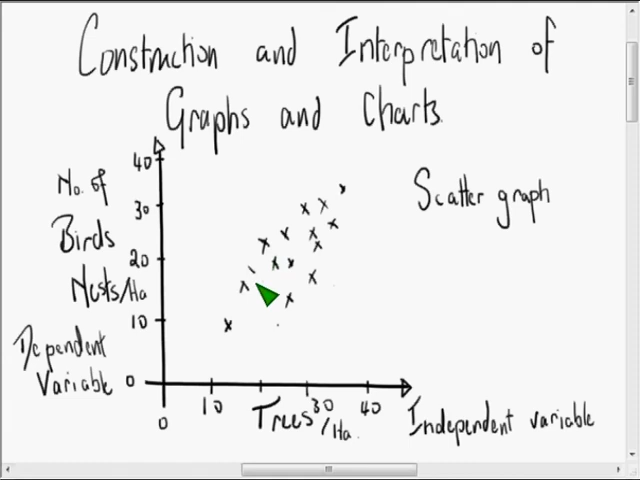 Construction and Interpretation of
Graphs and Charts
No. of
Birds
Nests/Ha
Dependent
Variable
40
30
20
10
0
Scatter graph
0 10 30 40
Trees
/Ha.
Independent variable